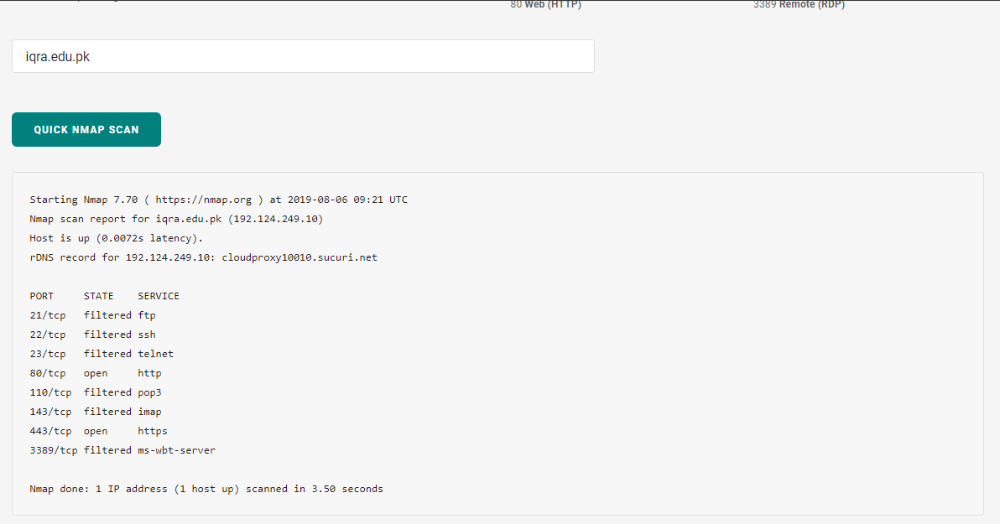 80 Web (HTTP) 3389 Remote (RDP)
iqra.edu.pk
QUICK NMAP SCAN
Starting Nmap 7.70 ( https://nmap.org ) at 2019-08-06 09:21 UTC
Nmap scan report for iqra.edu.pk (192.124.249.10)
Host is up (0.0072s latency).
rDNS record for 192.124.249.10: cloudproxy10010.sucuri.net
PORT STATE SERVICE
21/tcp filtered ftp
22/tcp filtered ssh
23/tcp filtered telnet
80/tcp open http
110/tcp filtered pop3
143/tcp filtered imap
443/tcp open https
3389/tcp filtered ms-wbt-server
Nmap done: 1 IP address (1 host up) scanned in 3.50 seconds